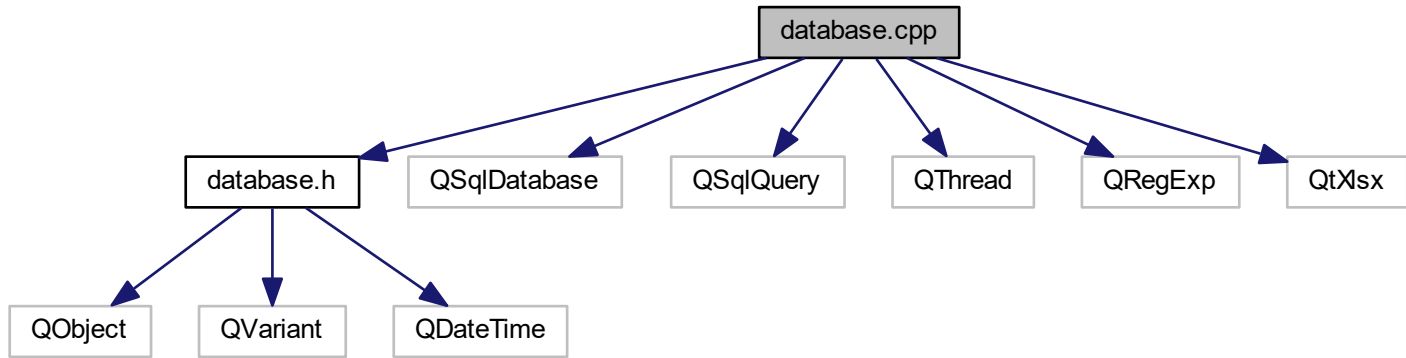 database.cpp
database.h
QSqlDatabase
QSqlQuery
QThread
QRegExp
QtXlsx
QObject
QVariant
QDateTime